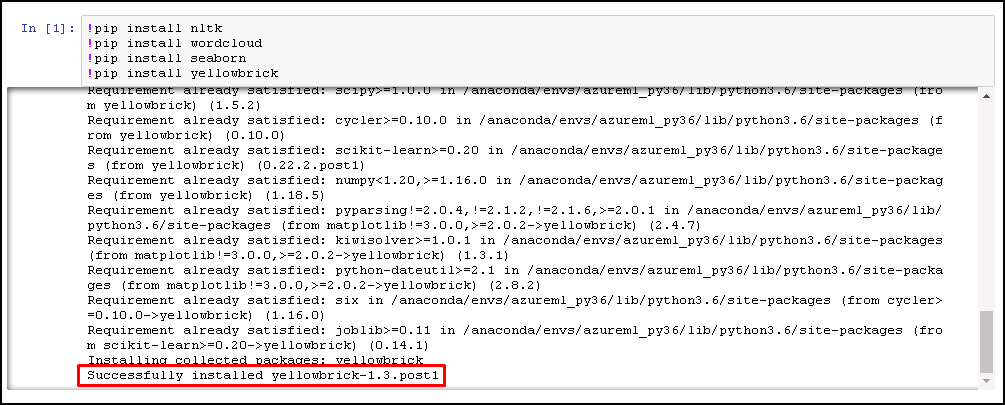 In [1]:
!pip install nltk
!pip install wordcloud
!pip install seaborn
!pip install yellowbrick
Requirement already satisfied: scipy>=1.0.0 in /anaconda/envs/azureml_py36/lib/python3.6/site-packages (fro
m yellowbrick) (1.5.2)
Requirement already satisfied: cycler>=0.10.0 in /anaconda/envs/azureml_py36/lib/python3.6/site-packages (f
rom yellowbrick) (0.10.0)
Requirement already satisfied: scikit-learn>=0.20 in /anaconda/envs/azureml_py36/lib/python3.6/site-package
s (from yellowbrick) (0.22.2.post1)
Requirement already satisfied: numpy<1.20,>=1.16.0 in /anaconda/envs/azureml_py36/lib/python3.6/site-packag
es (from yellowbrick) (1.18.5)
Requirement already satisfied: pyparsing!=2.0.4,!=2.1.2,!=2.1.6,>=2.0.1 in /anaconda/envs/azureml_py36/lib/
python3.6/site-packages (from matplotlib!=3.0.0,>=2.0.2->yellowbrick) (2.4.7)
Requirement already satisfied: kiwisolver>=1.0.1 in /anaconda/envs/azureml_py36/lib/python3.6/site-packages
(from matplotlib!=3.0.0,>=2.0.2->yellowbrick) (1.3.1)
Requirement already satisfied: python-dateutil>=2.1 in /anaconda/envs/azureml_py36/lib/python3.6/site-packa
ges (from matplotlib!=3.0.0,>=2.0.2->yellowbrick) (2.8.2)
Requirement already satisfied: six in /anaconda/envs/azureml_py36/lib/python3.6/site-packages (from cycler>
=0.10.0->yellowbrick) (1.16.0)
Requirement already satisfied: joblib>=0.11 in /anaconda/envs/azureml_py36/lib/python3.6/site-packages (fro
m scikit-learn>=0.20->yellowbrick) (0.14.1)
Installing collected packages: yellowbrick
Successfully installed yellowbrick-1.3.post1